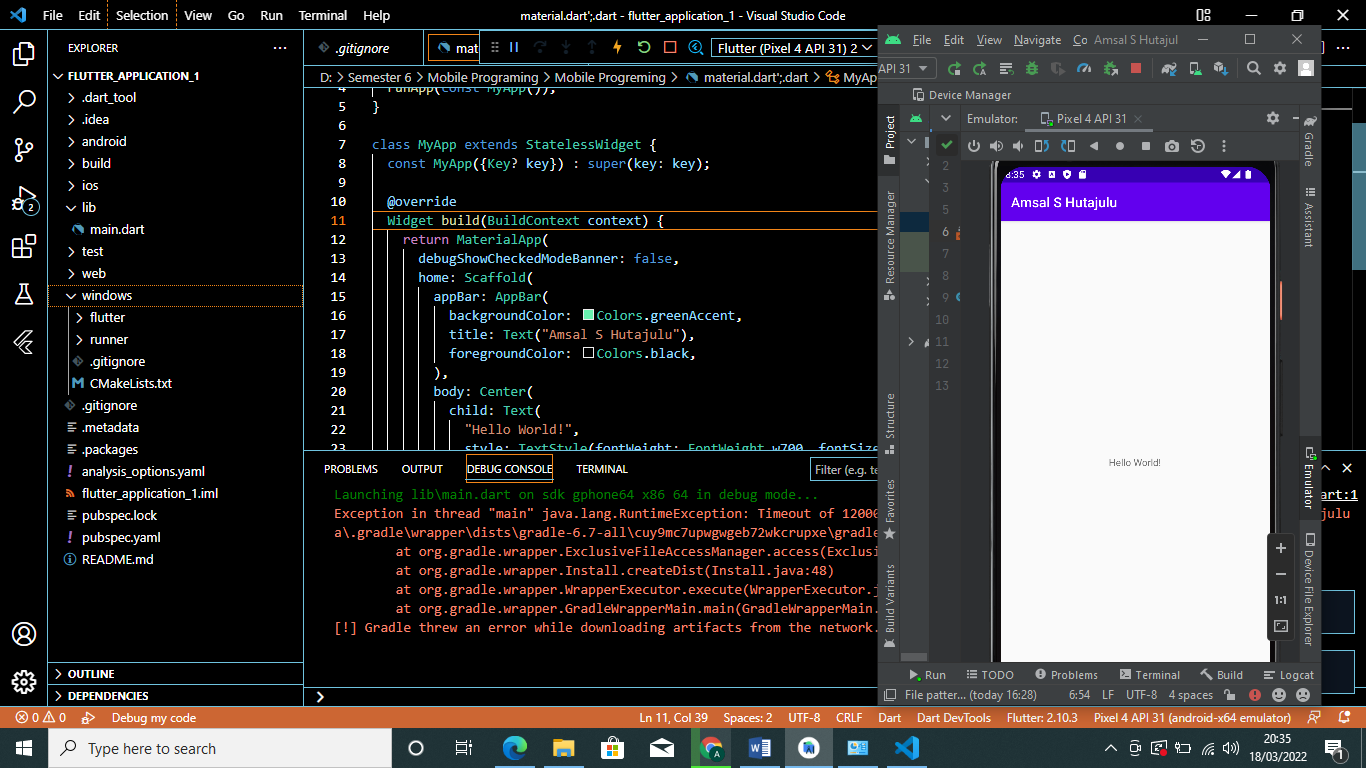 File Edit Selection View Go Run Terminal Help
material.dart';.dart - flutter_application_1 - Visual Studio Code
EXPLORER
FLUTTER_APPLICATION_1
.dart_tool
.idea
android
build
ios
lib
main.dart
test
web
windows
flutter
runner
.gitignore
CMakeLists.txt
.gitignore
.metadata
.packages
analysis_options.yaml
flutter_application_1.iml
pubspec.lock
pubspec.yaml
README.md
OUTLINE
DEPENDENCIES
2
.gitignore
mat
Flutter (Pixel 4 API 31) 2
D: > Semester 6 > Mobile Programing > Mobile Progreming > material.dart';.dart > MyAp
4 runApp(const MyApp());
5 }
6
7 class MyApp extends StatelessWidget {
8 const MyApp({Key? key}) : super(key: key);
9
10 @override
11 Widget build(BuildContext context) {
12 return MaterialApp(
13 debugShowCheckedModeBanner: false,
14 home: Scaffold(
15 appBar: AppBar(
16 backgroundColor: Colors.greenAccent,
17 title: Text("Amsal S Hutajulu"),
18 foregroundColor: Colors.black,
19 ),
20 body: Center(
21 child: Text(
22 "Hello World!",
23 style: TextStyle(fontWeight: FontWeight.w700, fontSize
PROBLEMS OUTPUT DEBUG CONSOLE TERMINAL
Filter (e.g. te
Launching lib\main.dart on sdk gphone64 x86 64 in debug mode...
Exception in thread "main" java.lang.RuntimeException: Timeout of 12000
a\.gradle\wrapper\dists\gradle-6.7-all\cuy9mc7upwgwgeb72wkcrupxe\gradle
at org.gradle.wrapper.ExclusiveFileAccessManager.access(Exclusi
at org.gradle.wrapper.Install.createDist(Install.java:48)
at org.gradle.wrapper.WrapperExecutor.execute(WrapperExecutor.j
at org.gradle.wrapper.GradleWrapperMain.main(GradleWrapperMain.
[!] Gradle threw an error while downloading artifacts from the network.
File Edit View Navigate Co Amsal S Hutajul
API 31
Device Manager
Emulator: Pixel 4 API 31
Project
Resource Manager
Structure
Favorites
Build Variants
2
3
5
6
7
8
9
10
11
12
13
8:35
Amsal S Hutajulu
Hello World!
1:1
Gradle
Assistant
Emulator
Device File Explorer
art:1
julu
Run TODO Problems Terminal Build Logcat
File patter... (today 16:28) 6:54 LF UTF-8 4 spaces
0 0 Debug my code
Ln 11, Col 39 Spaces: 2 UTF-8 CRLF Dart Dart DevTools Flutter: 2.10.3 Pixel 4 API 31 (android-x64 emulator)
Type here to search
20:35
18/03/2022
1